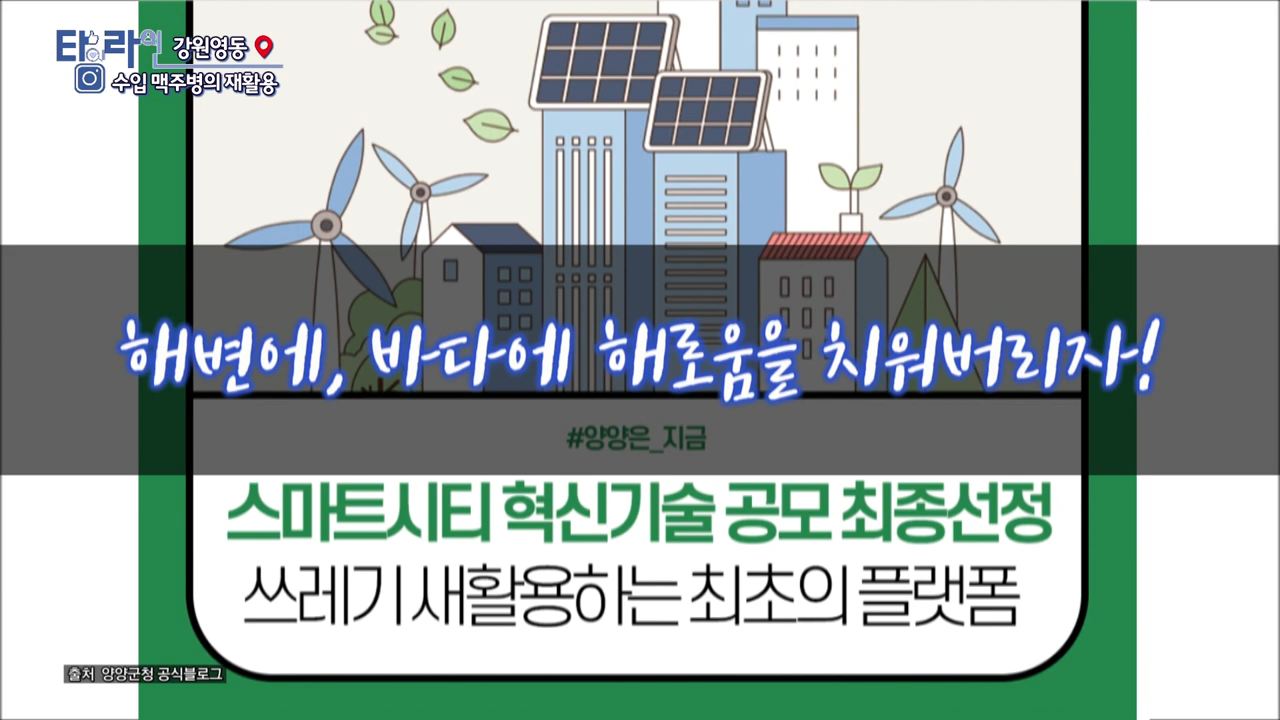 타임라인 강원영동
수입 맥주병의 재활용
해변에, 바다에 해로움을 치워버리자!
#양양은_지금
스마트시티 혁신기술 공모 최종선정
쓰레기 새활용하는 최초의 플랫폼
출처 양양군청 공식블로그